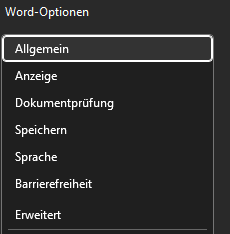 Word-Optionen
Allgemein
Anzeige
Dokumentprüfung
Speichern
Sprache
Barrierefreiheit
Erweitert